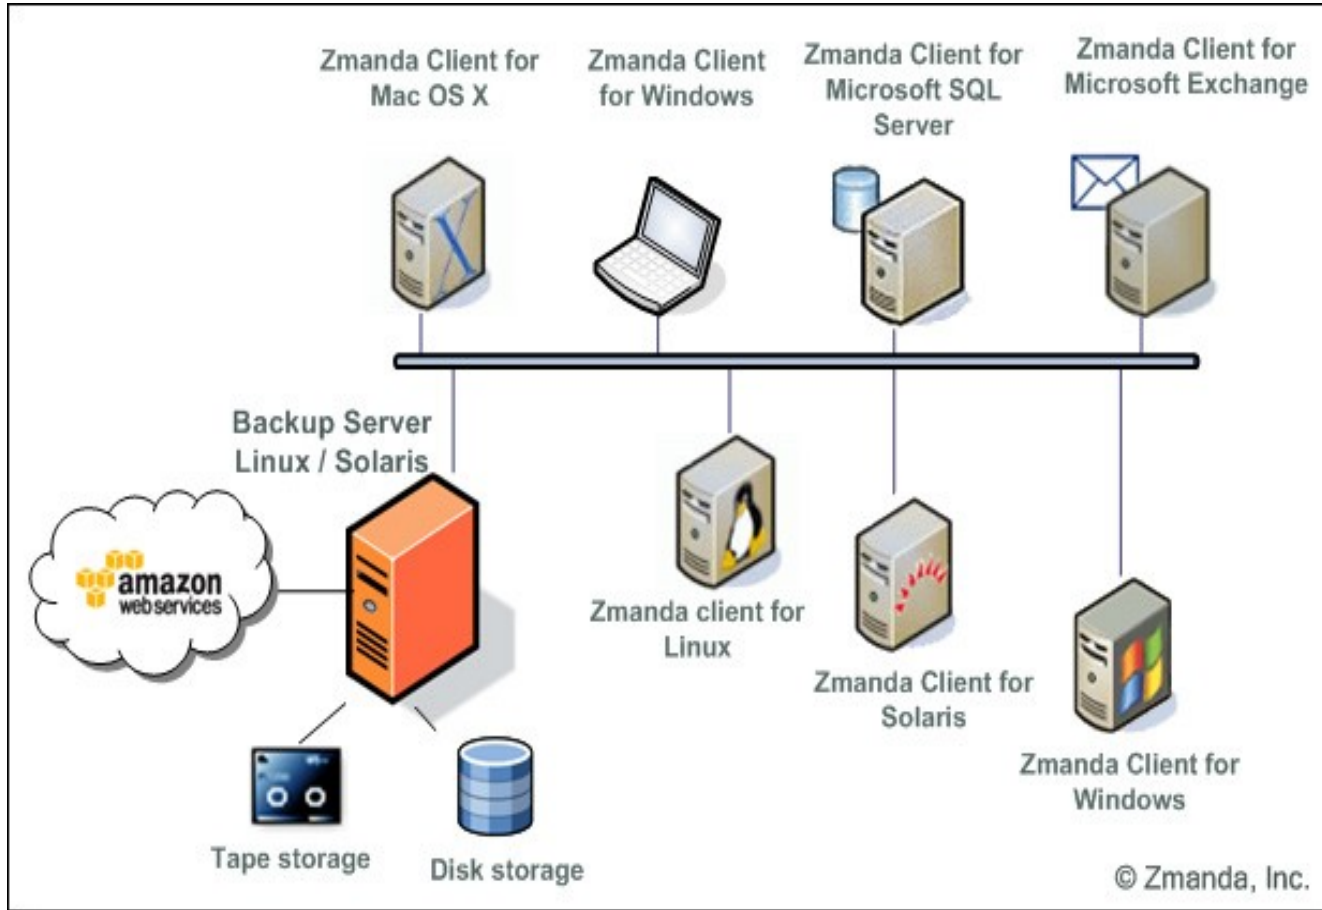 Zmanda Client for
Mac OS X
Zmanda Client
for Windows
Zmanda Client for
Microsoft SQL
Server
Zmanda Client for
Microsoft Exchange
Backup Server
Linux / Solaris
amazon
webservices
Zmanda client for
Linux
Zmanda Client for
Solaris
Zmanda Client for
Windows
Tape storage
Disk storage
© Zmanda, Inc.